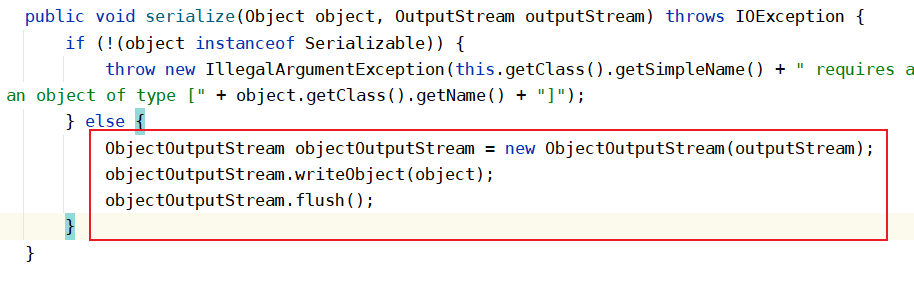 public void serialize(Object object, OutputStream outputStream) throws IOException {
if (!(object instanceof Serializable)) {
throw new IllegalArgumentException(this.getClass().getSimpleName() + " requires a
an object of type [" + object.getClass().getName() + "]");
} else {
ObjectOutputStream objectOutputStream = new ObjectOutputStream(outputStream);
objectOutputStream.writeObject(object);
objectOutputStream.flush();
}
}